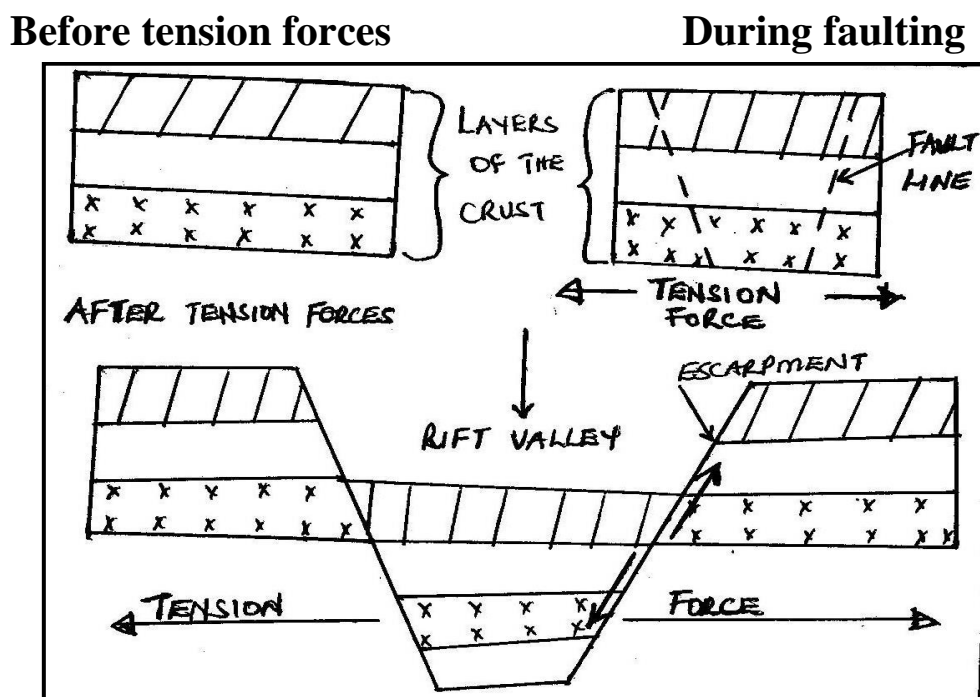 Before tension forces
During faulting
LAYERS
OF THE
CRUST
FAULT
LINE
TENSION
FORCE
AFTER TENSION FORCES
ESCARPMENT
RIFT VALLEY
TENSION
FORCE